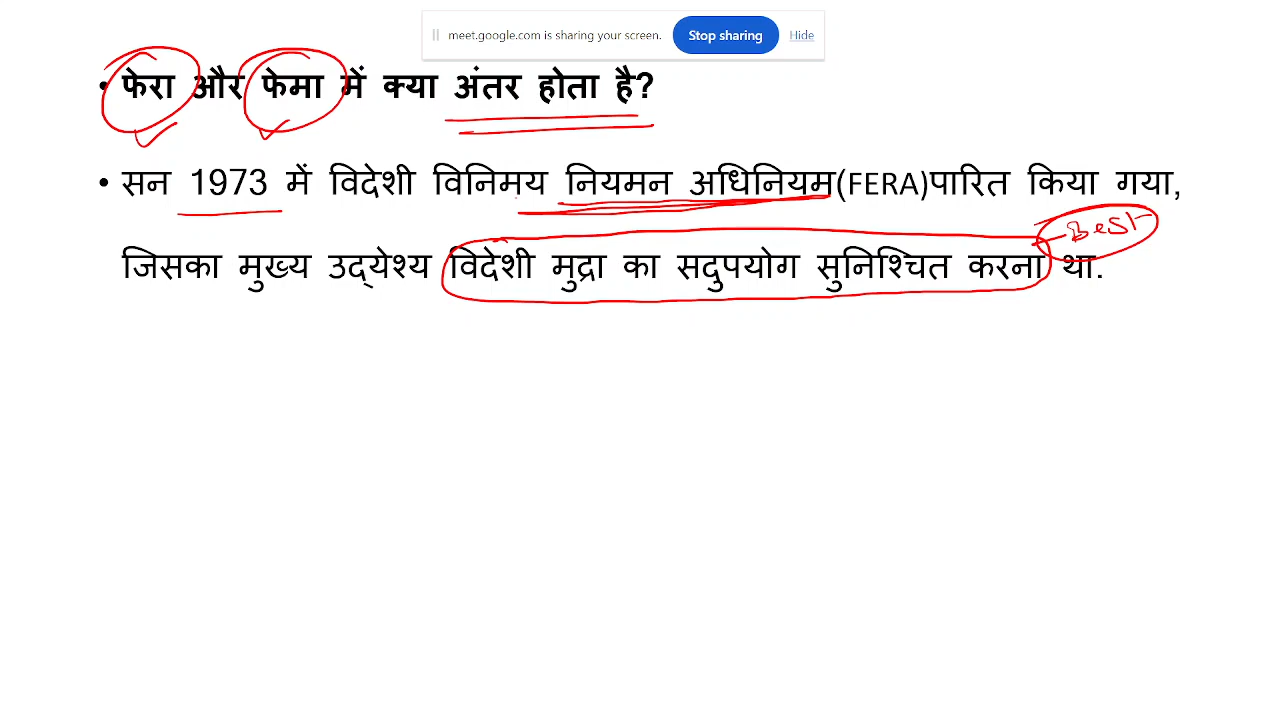 meet.google.com is sharing your screen. Stop sharing Hide
• फेरा और फेमा में क्या अंतर होता है?
• सन 1973 में विदेशी विनिमय नियमन अधिनियम(FERA)पारित किया गया,
Best
जिसका मुख्य उद्येश्य विदेशी मुद्रा का सदुपयोग सुनिश्चित करना था.